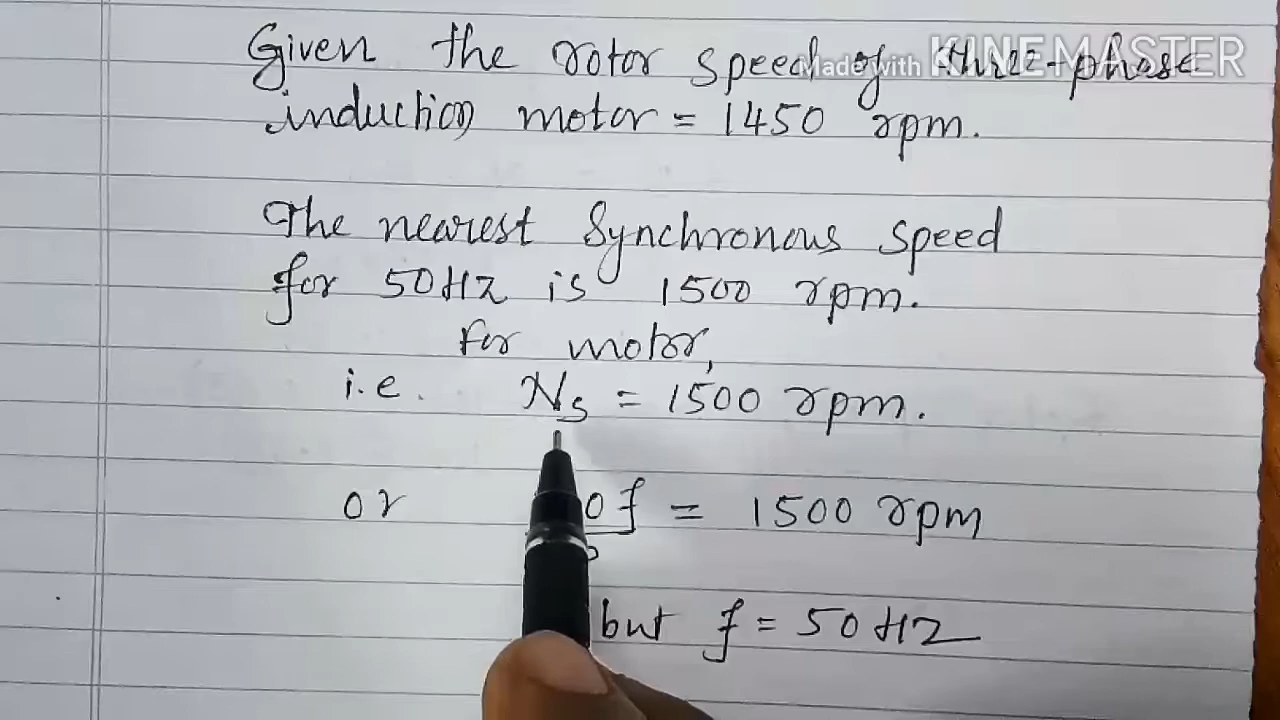 Given the rotor speed of three-phase
Made with KINEMASTER
induction motor = 1450 rpm.
The nearest Synchronous speed
for 50Hz is 1500 rpm.
for motor,
i.e. Ns = 1500 rpm.
or 0f = 1500 rpm
but f = 50Hz